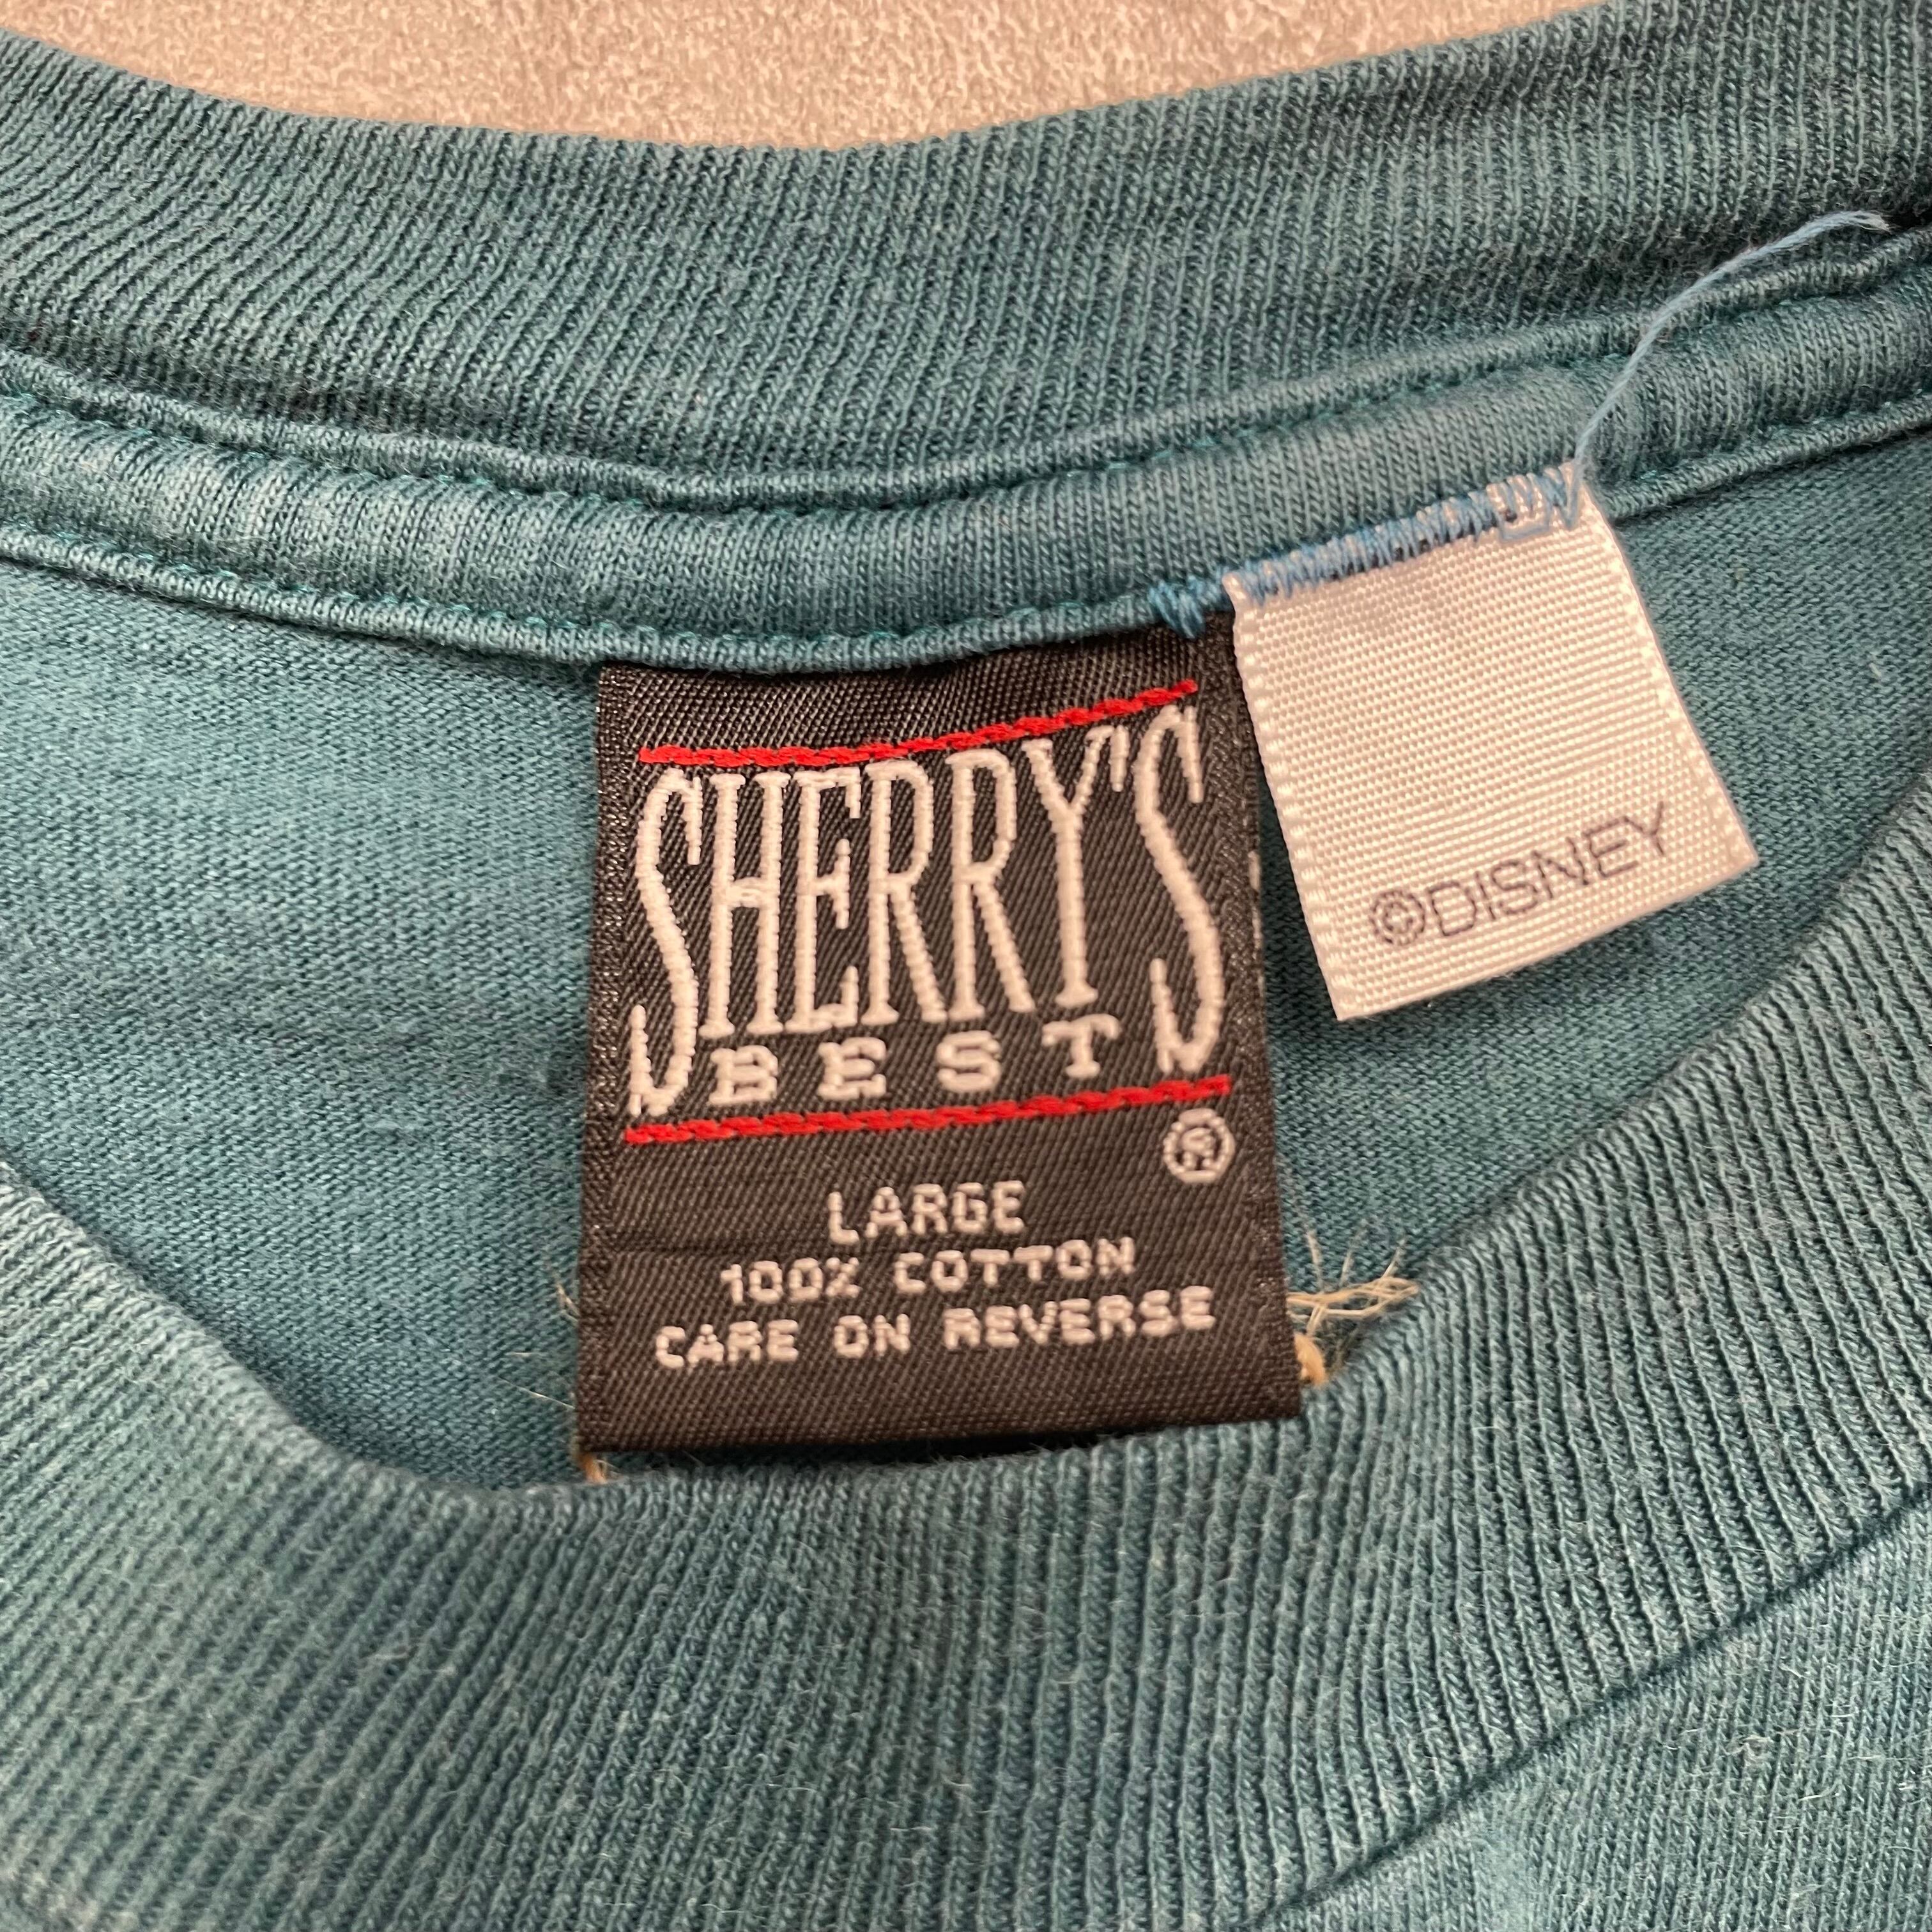 SHERRY'S
BEST
®
LARGE
100% COTTON
CARE ON REVERSE
©DISNEY